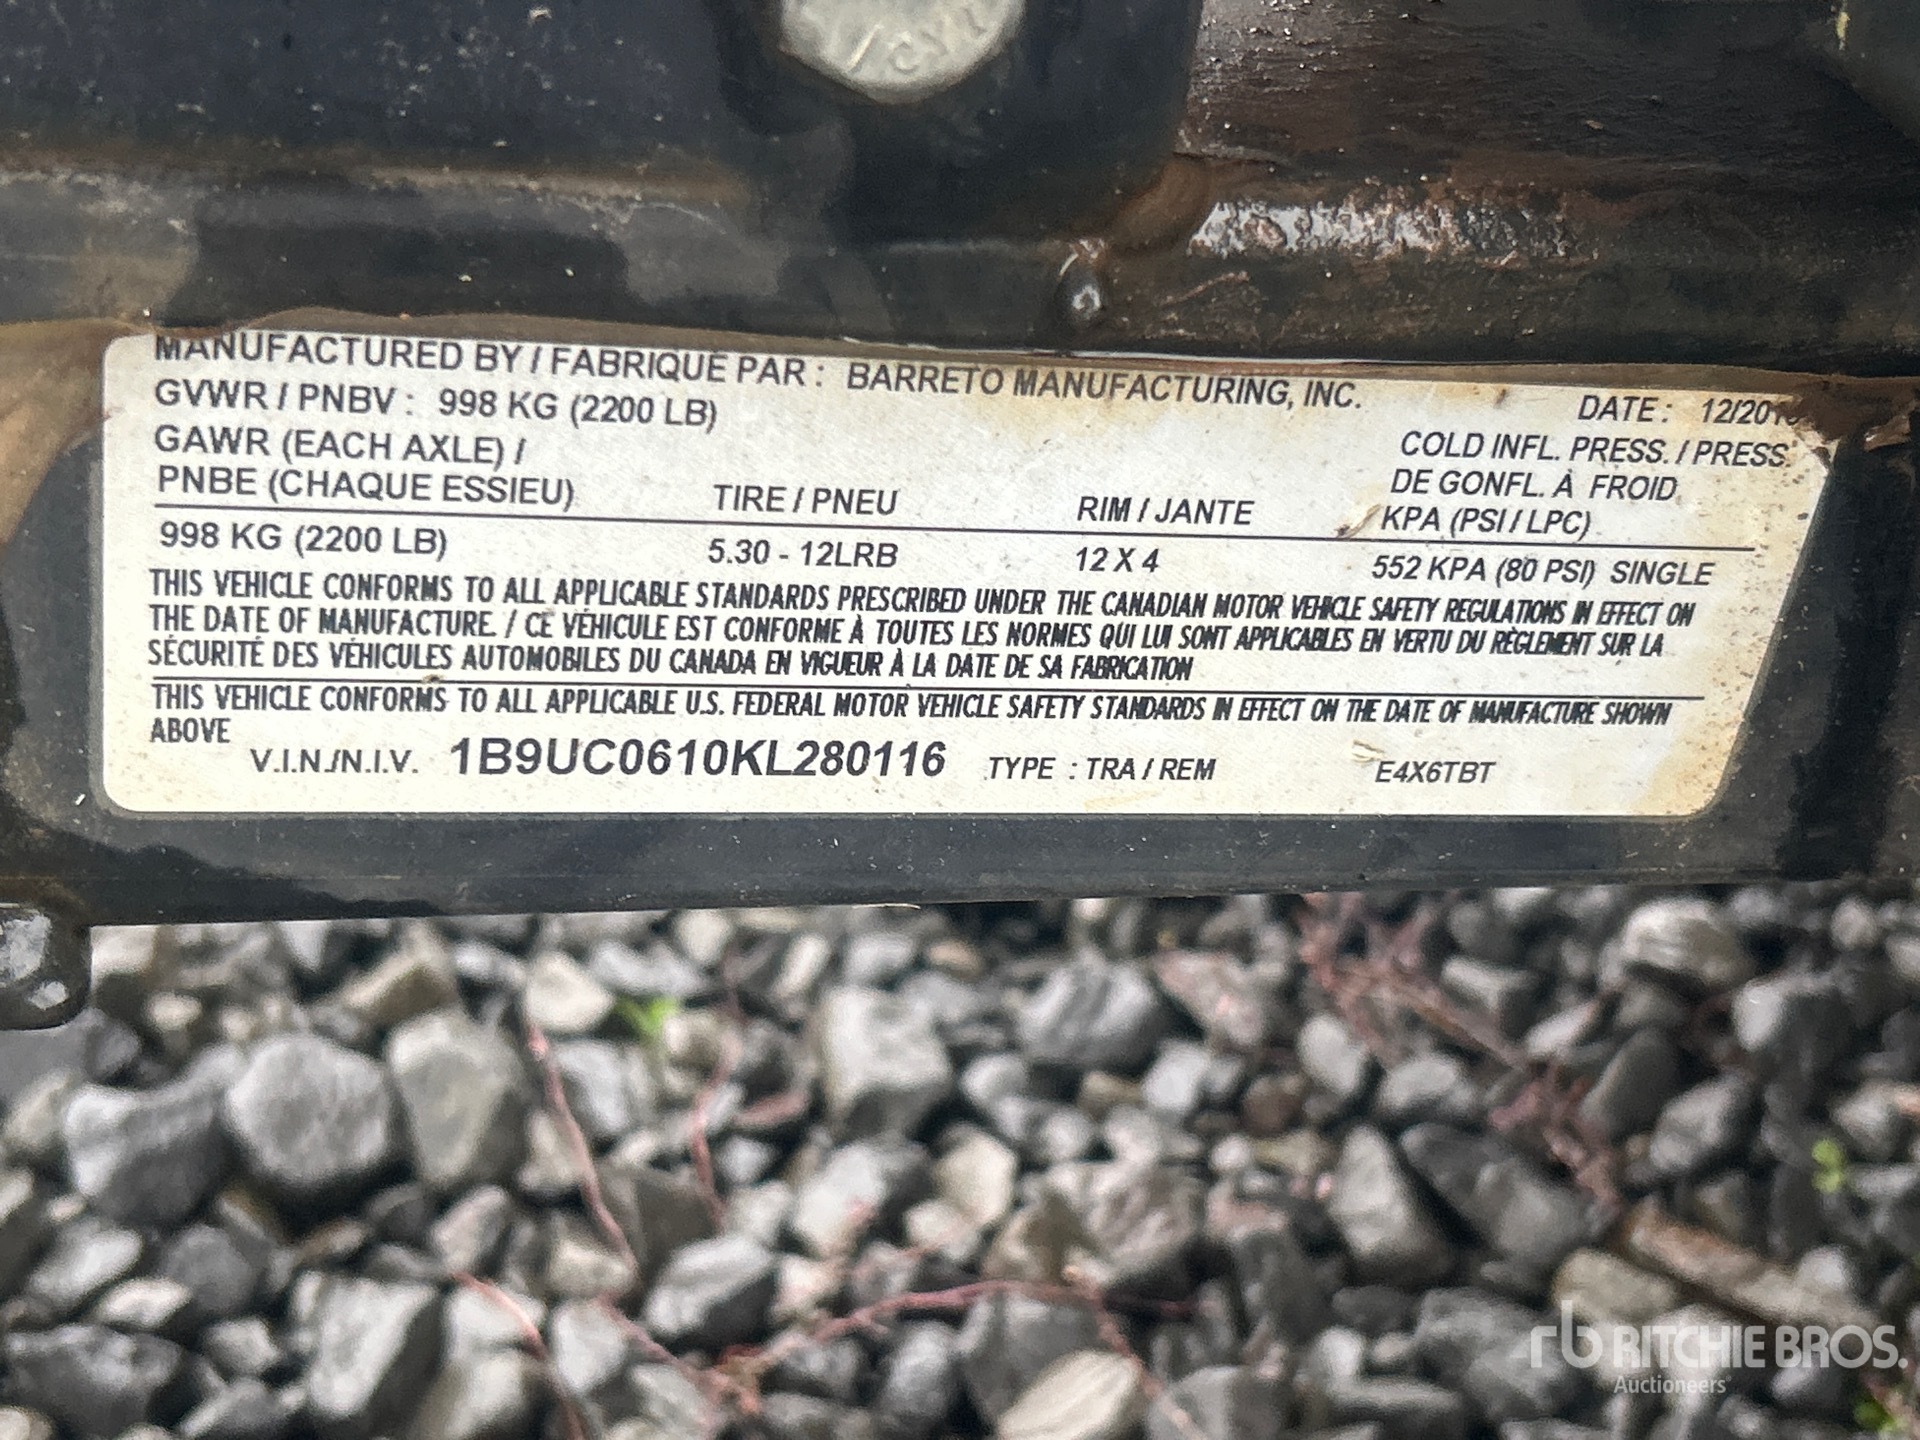 MANUFACTURED BY / FABRIQUÉ PAR : BARRETO MANUFACTURING, INC. DATE :
GVWR / PNBV : 998 KG (2200 LB)
GAWR (EACH AXLE) / COLD INFL. PRESS. / PRESS.
PNBE (CHAQUE ESSIEU) TIRE / PNEU RIM / JANTE DE GONFL. À FROID
KPA (PSI / LPC)
998 KG (2200 LB) 5.30 - 12LRB 12 X 4 552 KPA (80 PSI) SINGLE
THIS VEHICLE CONFORMS TO ALL APPLICABLE STANDARDS PRESCRIBED UNDER THE CANADIAN MOTOR VEHICLE SAFETY REGULATIONS IN EFFECT ON
THE DATE OF MANUFACTURE. / CE VÉHICULE EST CONFORME À TOUTES LES NORMES QUI LUI SONT APPLICABLES EN VERTU DU RÈGLEMENT SUR LA
SÉCURITÉ DES VÉHICULES AUTOMOBILES DU CANADA EN VIGUEUR À LA DATE DE SA FABRICATION
THIS VEHICLE CONFORMS TO ALL APPLICABLE U.S. FEDERAL MOTOR VEHICLE SAFETY STANDARDS IN EFFECT ON THE DATE OF MANUFACTURE SHOWN
ABOVE
V.I.N./N.I.V. 1B9UC0610KL280116 TYPE : TRA / REM E4X6TBT
rb RITCHIE BROS.
Auctioneers